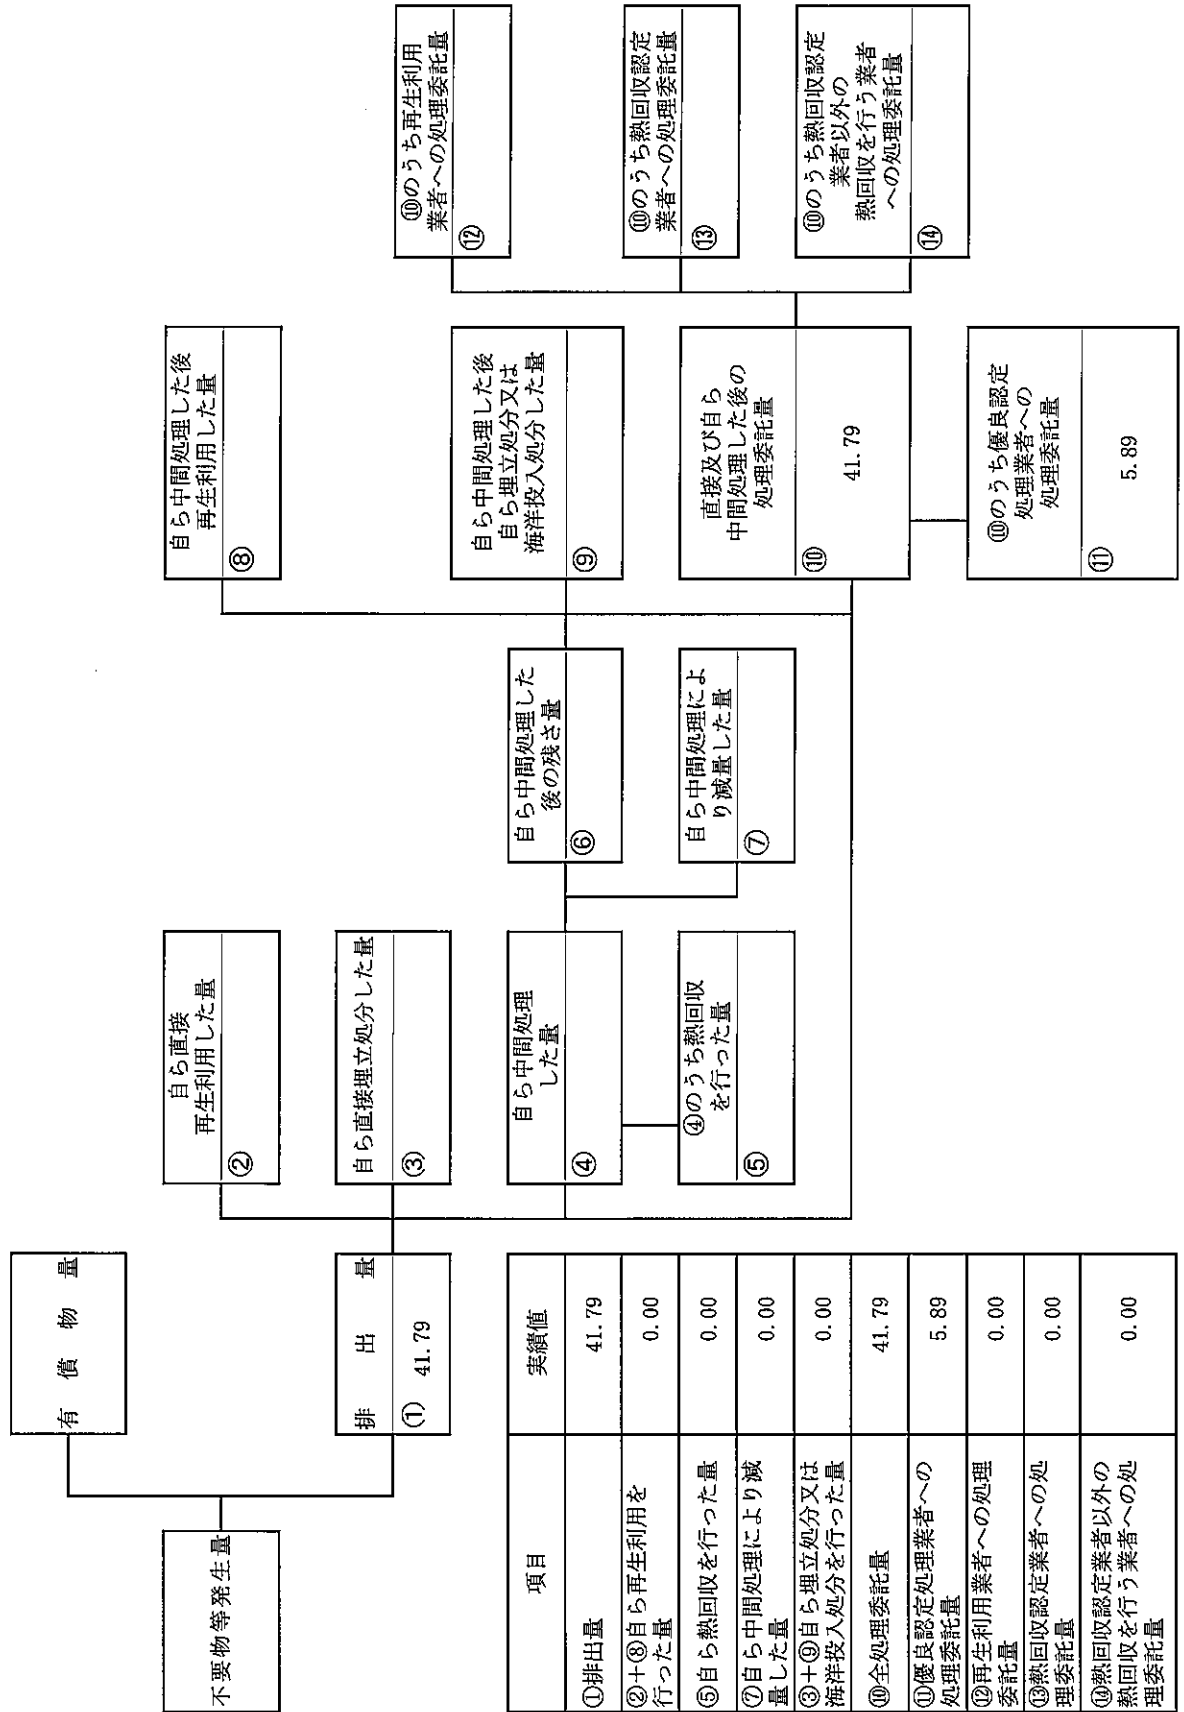 不要物等発生量
有償物量
排出量
① 41.79
自ら直接
再生利用した量
②
自ら直接埋立処分した量
③
自ら中間処理
した量
④
④のうち熱回収
を行った量
⑤
自ら中間処理した
後の残さ量
⑥
自ら中間処理によ
り減量した量
⑦
自ら中間処理した後
再生利用した量
⑧
自ら中間処理した後
自ら埋立処分又は
海洋投入処分した量
⑨
直接及び自ら
中間処理した後の
処理委託量
⑩ 41.79
⑩のうち優良認定
処理業者への
処理委託量
⑪ 5.89
⑩のうち再生利用
業者への処理委託量
⑫
⑩のうち熱回収認定
業者への処理委託量
⑬
⑩のうち熱回収認定
業者以外の
熱回収を行う業者
への処理委託量
⑭
項目 実績値
①排出量 41.79
②+⑧自ら再生利用を
行った量 0.00
⑤自ら熱回収を行った量 0.00
⑦自ら中間処理により減
量した量 0.00
③+⑨自ら埋立処分又は
海洋投入処分を行った量 0.00
⑩全処理委託量 41.79
⑪優良認定処理業者への
処理委託量 5.89
⑫再生利用業者への処理
委託量 0.00
⑬熱回収認定業者への処
理委託量 0.00
⑭熱回収認定業者以外の
熱回収を行う業者への処
理委託量 0.00